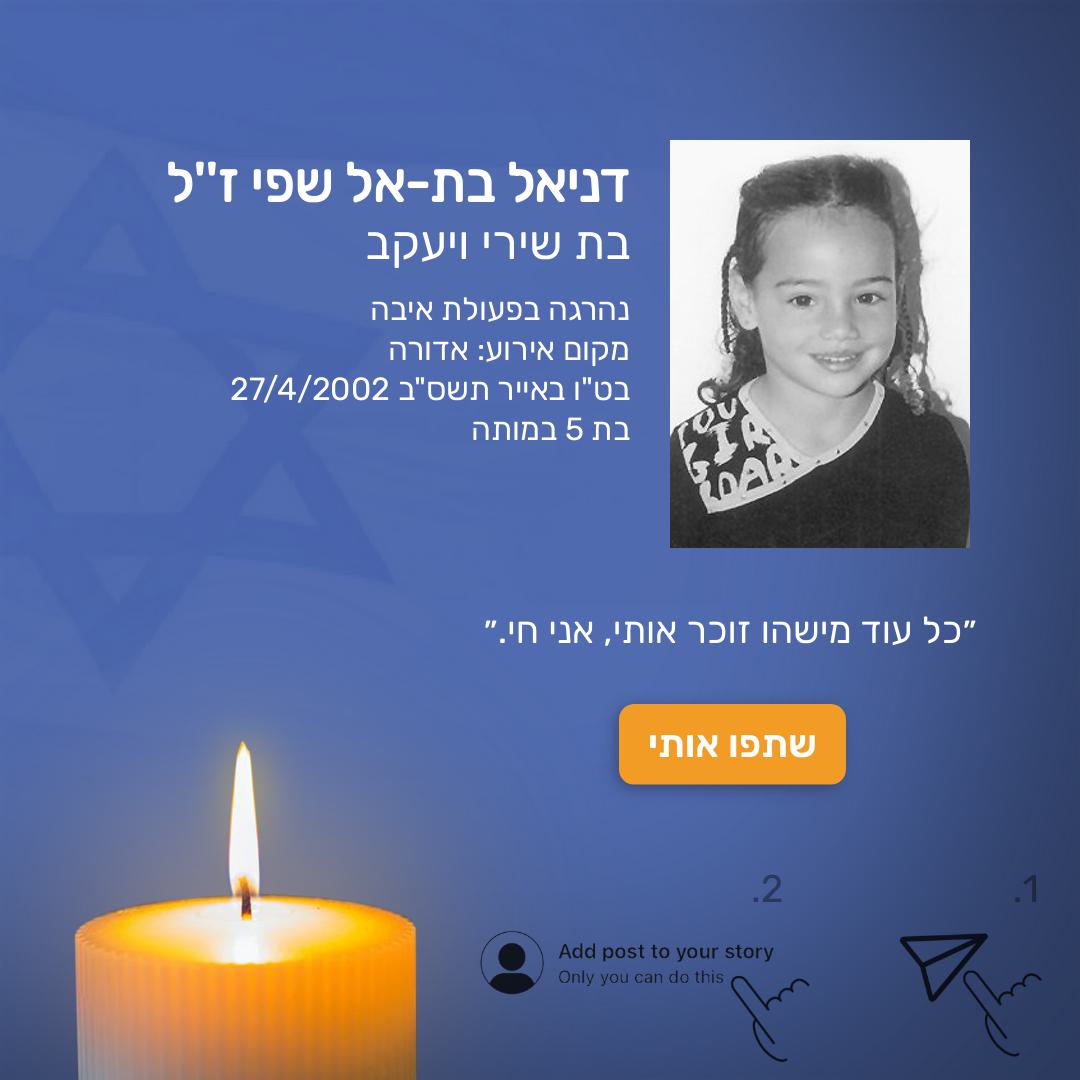 דניאל בת-אל שפי ז"ל
בת שירי ויעקב
נהרגה בפעולת איבה
מקום אירוע: אדורה
בט"ו באייר תשס"ב 27/4/2002
בת 5 במותה
״כל עוד מישהו זוכר אותי, אני חי.״
שתפו אותי
1.
2.
Add post to your story
Only you can do this